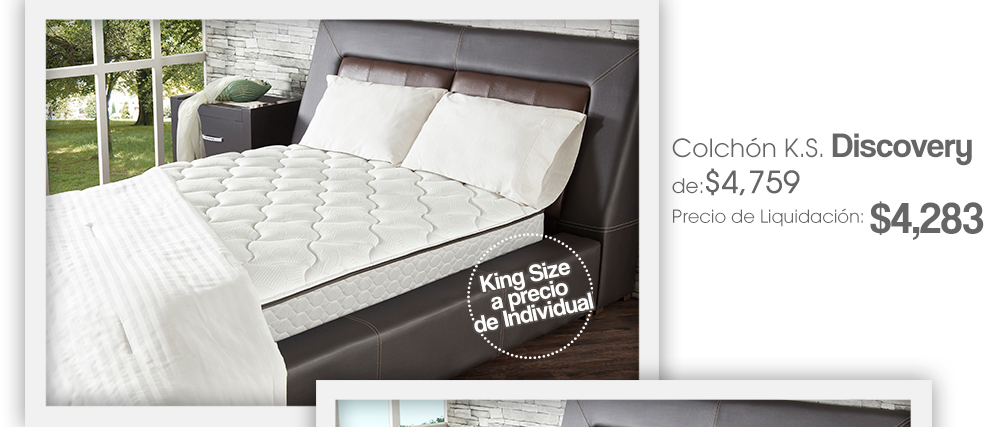 Colchón K.S. Discovery
de:$4,759
Precio de Liquidación: $4,283
King Size
a precio
de Individual